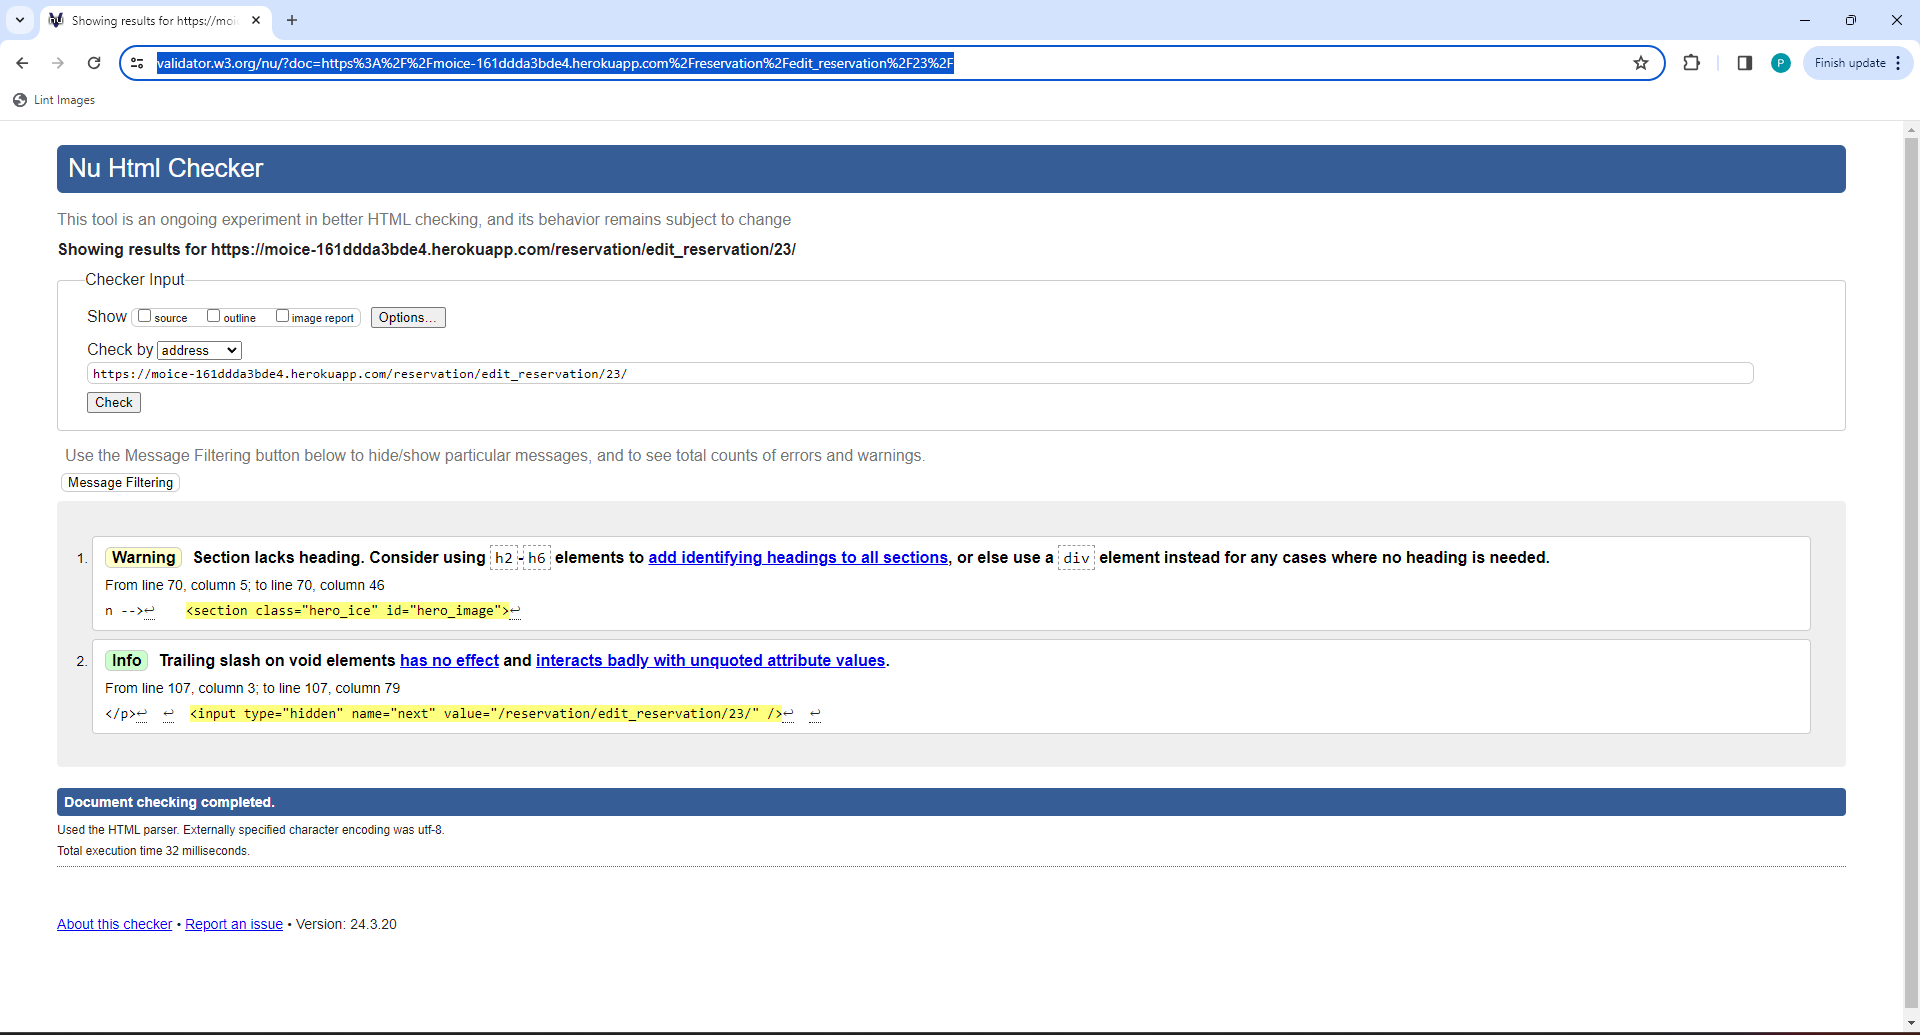 Showing results for https://moi
validator.w3.org/nu/?doc=https%3A%2F%2Fmoice-161ddda3bde4.herokuapp.com%2Freservation%2Fedit_reservation%2F23%2F
P
Finish update
Lint Images
Nu Html Checker
This tool is an ongoing experiment in better HTML checking, and its behavior remains subject to change
Showing results for https://moice-161ddda3bde4.herokuapp.com/reservation/edit_reservation/23/
Checker Input
Show source outline image report Options...
Check by address
https://moice-161ddda3bde4.herokuapp.com/reservation/edit_reservation/23/
Check
Use the Message Filtering button below to hide/show particular messages, and to see total counts of errors and warnings.
Message Filtering
1. Warning Section lacks heading. Consider using h2-h6 elements to add identifying headings to all sections, or else use a div element instead for any cases where no heading is needed.
From line 70, column 5; to line 70, column 46
n -->↩ <section class="hero_ice" id="hero_image">↩
2. Info Trailing slash on void elements has no effect and interacts badly with unquoted attribute values.
From line 107, column 3; to line 107, column 79
</p>↩ ↩ <input type="hidden" name="next" value="/reservation/edit_reservation/23/" />↩ ↩
Document checking completed.
Used the HTML parser. Externally specified character encoding was utf-8.
Total execution time 32 milliseconds.
About this checker • Report an issue • Version: 24.3.20